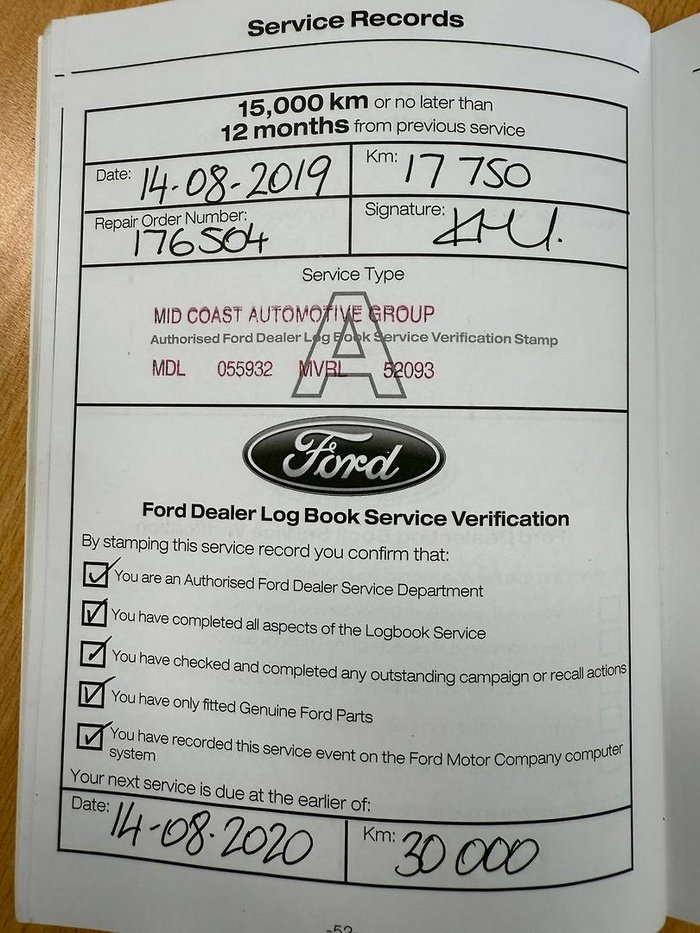 Service Records
15,000 km or no later than
12 months from previous service
Date: 14-08-2019
Km: 17 750
Repair Order Number:
176504
Signature:
Service Type
A
MID COAST AUTOMOTIVE GROUP
Authorised Ford Dealer Log Book Service Verification Stamp
MDL 055932 MVRL 52093
Ford
Ford Dealer Log Book Service Verification
By stamping this service record you confirm that:
You are an Authorised Ford Dealer Service Department
You have completed all aspects of the Logbook Service
You have checked and completed any outstanding campaign or recall actions
You have only fitted Genuine Ford Parts
You have recorded this service event on the Ford Motor Company computer
system
Your next service is due at the earlier of:
Date: 14-08-2020
Km: 30 000